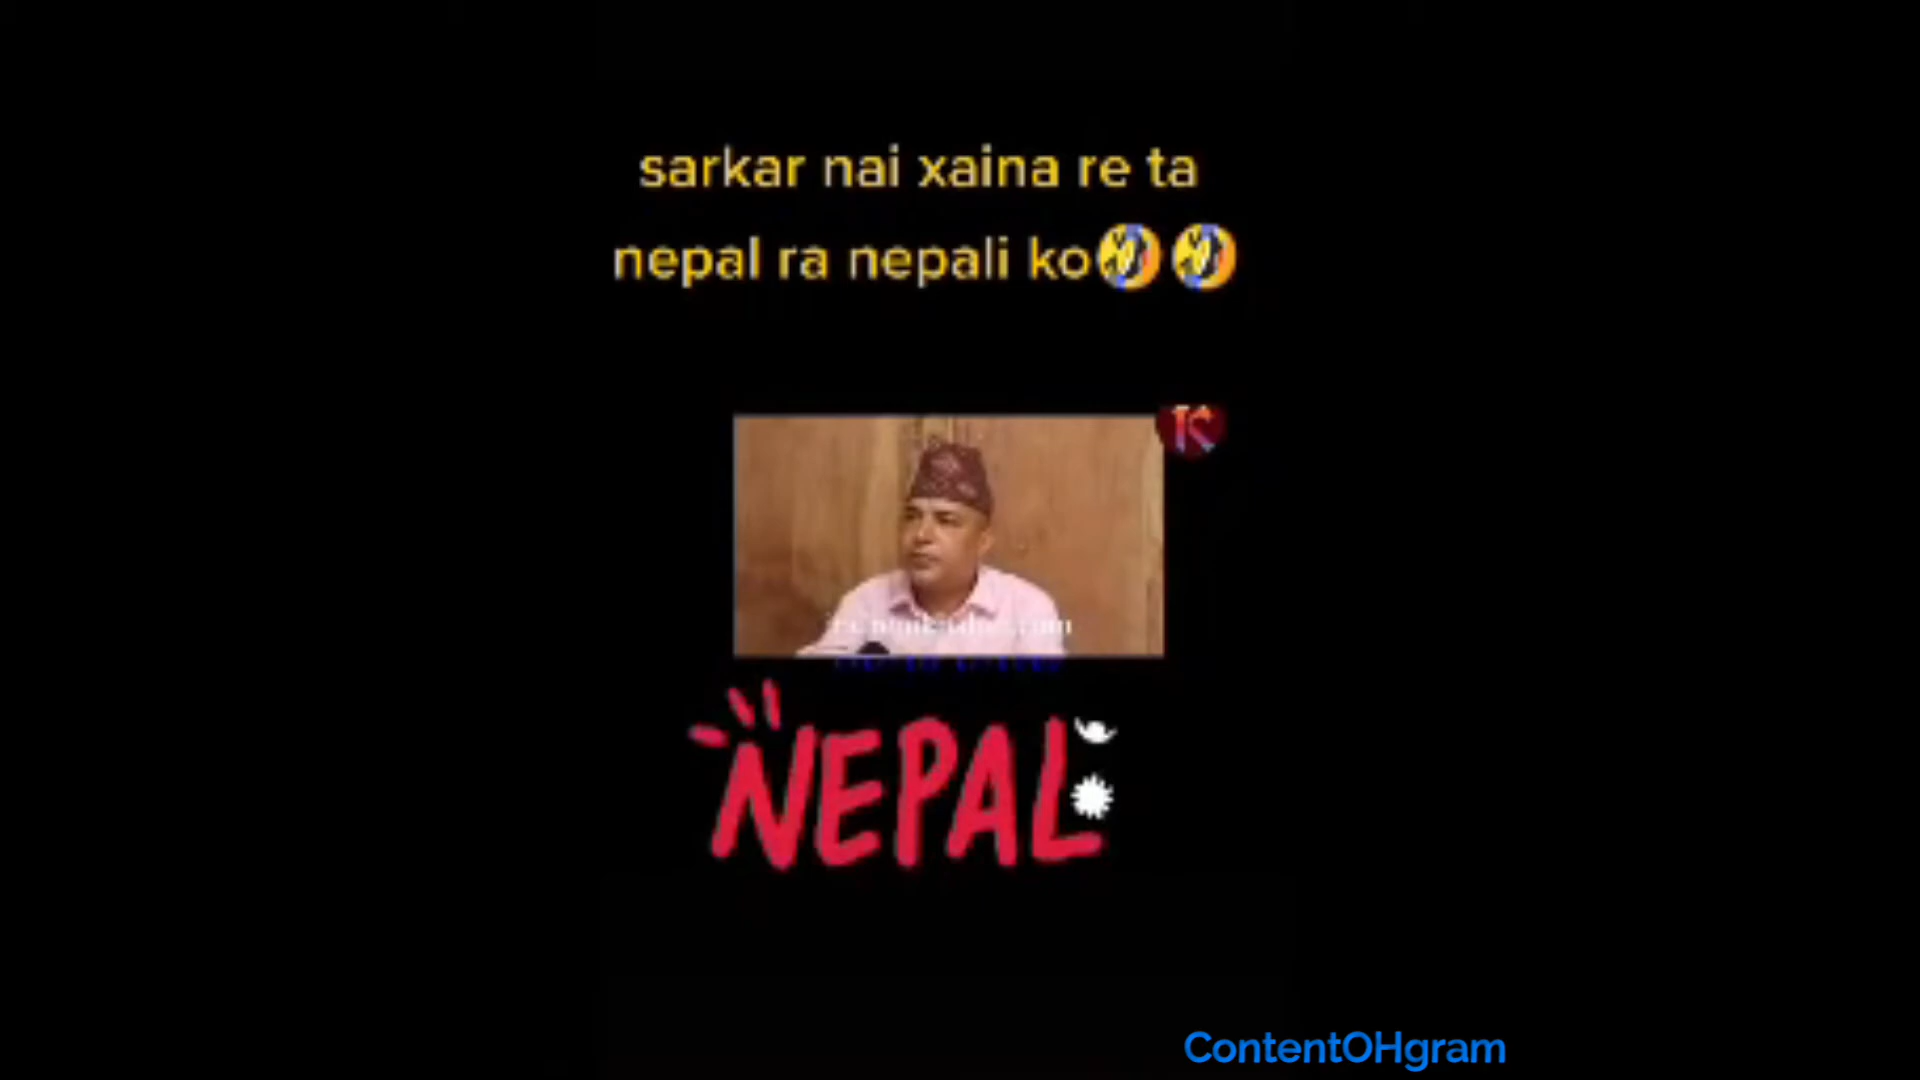 sarkar nai xaina re ta
nepal ra nepali ko🤣🤣
K
NEPAL
ContentOHgram